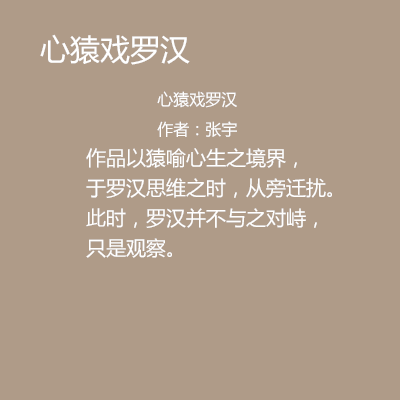 心猿戏罗汉
心猿戏罗汉
作者：张宇
作品以猿喻心生之境界，
于罗汉思维之时，从旁迁扰。
此时，罗汉并不与之对峙，
只是观察。